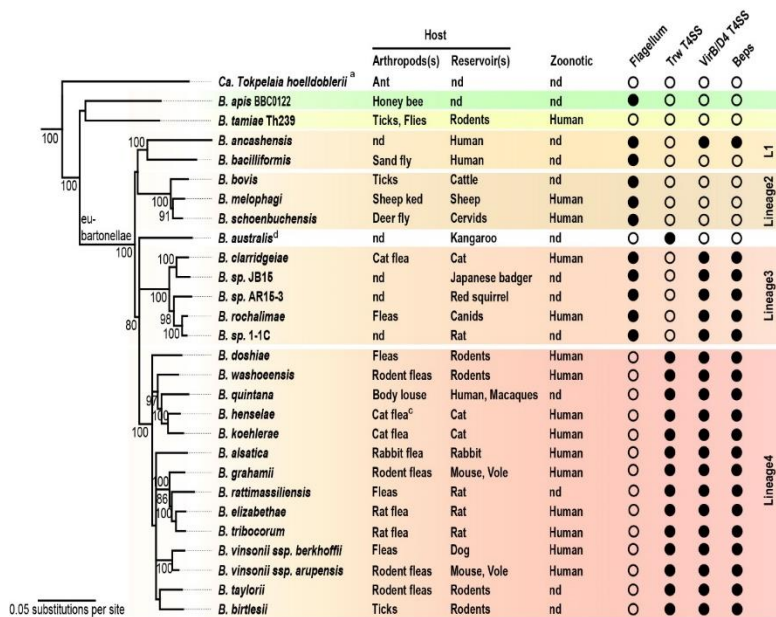 Host
Arthropods(s) Reservoir(s) Zoonotic Flagellum Trw T4SS VirB/D4 T4SS Beps
Ca. Tokpelaia hoelldoblerii a Ant nd nd
B. apis BBC0122 Honey bee nd nd
B. tamiae Th239 Ticks, Flies Rodents Human
B. ancashensis nd Human nd
B. bacilliformis Sand fly Human nd
L1
B. bovis Ticks Cattle nd
B. melophagi Sheep ked Sheep Human
B. schoenbuchensis Deer fly Cervids Human
Lineage2
B. australis d nd Kangaroo nd
B. clarridgeiae Cat flea Cat Human
B. sp. JB15 nd Japanese badger nd
B. sp. AR15-3 nd Red squirrel nd
B. rochalimae Fleas Canids Human
B. sp. 1-1C nd Rat nd
Lineage3
B. doshiae Fleas Rodents Human
B. washoensis Rodent fleas Rodents Human
B. quintana Body louse Human, Macaques nd
B. henselae Cat flea c Cat Human
B. koehlerae Cat flea Cat Human
B. alsatica Rabbit flea Rabbit Human
B. grahamii Rodent fleas Mouse, Vole Human
B. rattimassiliensis Fleas Rat nd
B. elizabethae Rat flea Rat Human
B. tribocorum Rat flea Rat Human
B. vinsonii ssp. berkhoffii Fleas Dog Human
B. vinsonii ssp. arupensis Rodent fleas Mouse, Vole Human
B. taylorii Rodent fleas Rodents nd
B. birtlesii Ticks Rodents nd
Lineage4
eu-
bartonellae
100
100
100
100
91
100
100
98
100
80
97
100
100
100
86
100
100
0.05 substitutions per site